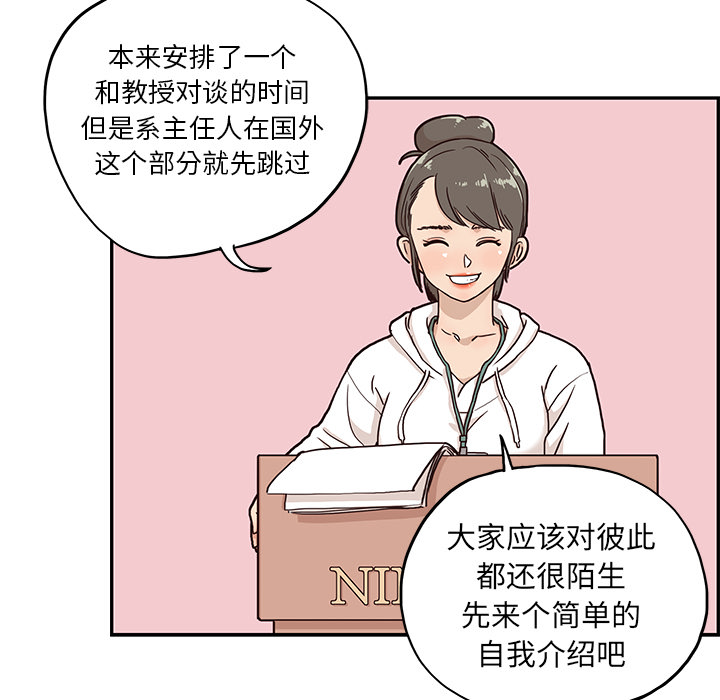 本来安排了一个
和教授对谈的时间
但是系主任人在国外
这个部分就先跳过
大家应该对彼此
都还很陌生
先来个简单的
自我介绍吧